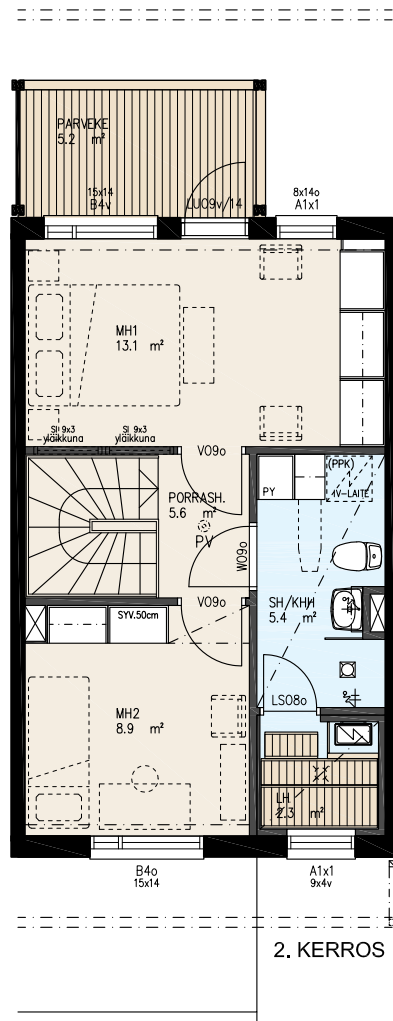 PARVEKE
5.2 m²
15x14
B4v
LU09v/14
8x14o
A1x1
MH1
13.1 m²
SI 9x3
yläikkuna
SI 9x3
yläikkuna
V09o
PORRASH.
5.6 m²
PV
W09o
PY
(PPK)
IV-LAITE
V09o
SH/KHH
5.4 m²
SYV.50cm
LS08o
MH2
8.9 m²
LH
2.3 m²
B4o
15x14
A1x1
9x4v
2. KERROS